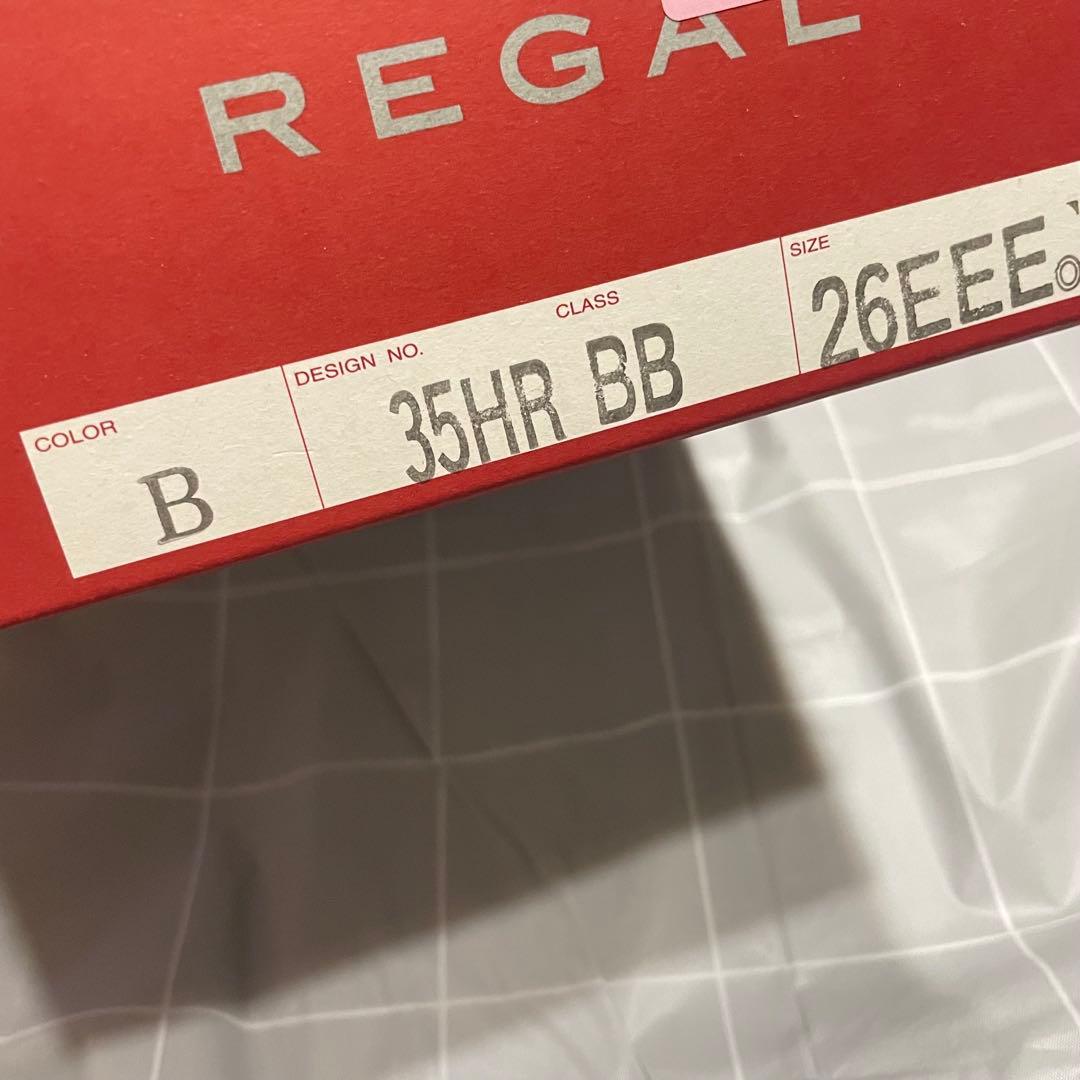 REGAL
COLOR
B
DESIGN NO.
CLASS
35HR BB
SIZE
26EEE